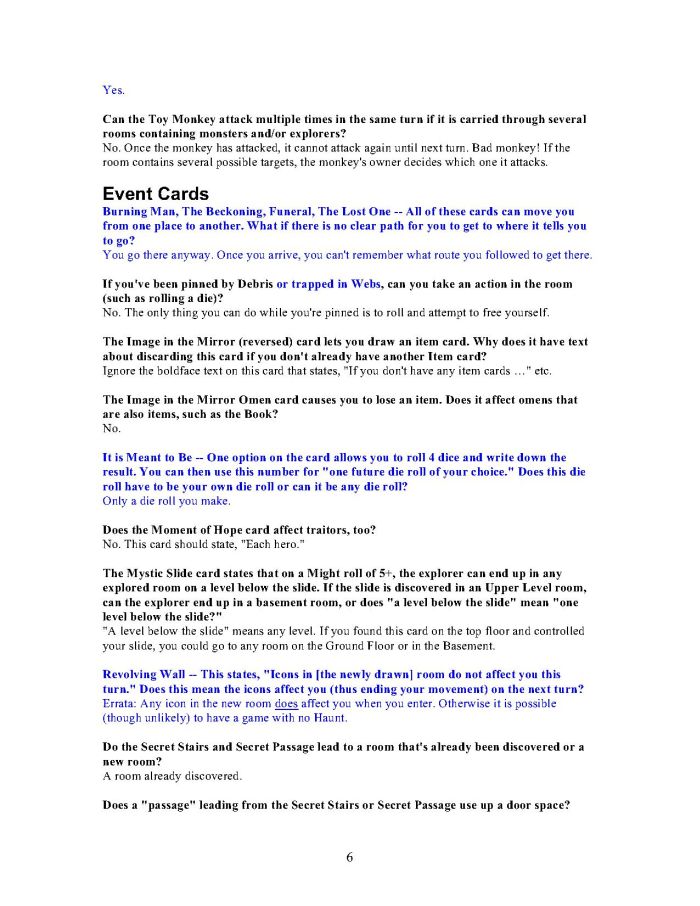 Yes.
Can the Toy Monkey attack multiple times in the same turn if it is carried through several
rooms containing monsters and/or explorers?
No. Once the monkey has attacked, it cannot attack again until next turn. Bad monkey! If the
room contains several possible targets, the monkey's owner decides which one it attacks.
Event Cards
Burning Man, The Beckoning, Funeral, The Lost One -- All of these cards can move you
from one place to another. What if there is no clear path for you to get to where it tells you
to go?
You go there anyway. Once you arrive, you can't remember what route you followed to get there.
If you've been pinned by Debris or trapped in Webs, can you take an action in the room
(such as rolling a die)?
No. The only thing you can do while you're pinned is to roll and attempt to free yourself.
The Image in the Mirror (reversed) card lets you draw an item card. Why does it have text
about discarding this card if you don't already have another Item card?
Ignore the boldface text on this card that states, "If you don't have any item cards …" etc.
The Image in the Mirror Omen card causes you to lose an item. Does it affect omens that
are also items, such as the Book?
No.
It is Meant to Be -- One option on the card allows you to roll 4 dice and write down the
result. You can then use this number for "one future die roll of your choice." Does this die
roll have to be your own die roll or can it be any die roll?
Only a die roll you make.
Does the Moment of Hope card affect traitors, too?
No. This card should state, "Each hero."
The Mystic Slide card states that on a Might roll of 5+, the explorer can end up in any
explored room on a level below the slide. If the slide is discovered in an Upper Level room,
can the explorer end up in a basement room, or does "a level below the slide" mean "one
level below the slide?"
"A level below the slide" means any level. If you found this card on the top floor and controlled
your slide, you could go to any room on the Ground Floor or in the Basement.
Revolving Wall -- This states, "Icons in [the newly drawn] room do not affect you this
turn." Does this mean the icons affect you (thus ending your movement) on the next turn?
Errata: Any icon in the new room does affect you when you enter. Otherwise it is possible
(though unlikely) to have a game with no Haunt.
Do the Secret Stairs and Secret Passage lead to a room that's already been discovered or a
new room?
A room already discovered.
Does a "passage" leading from the Secret Stairs or Secret Passage use up a door space?
6